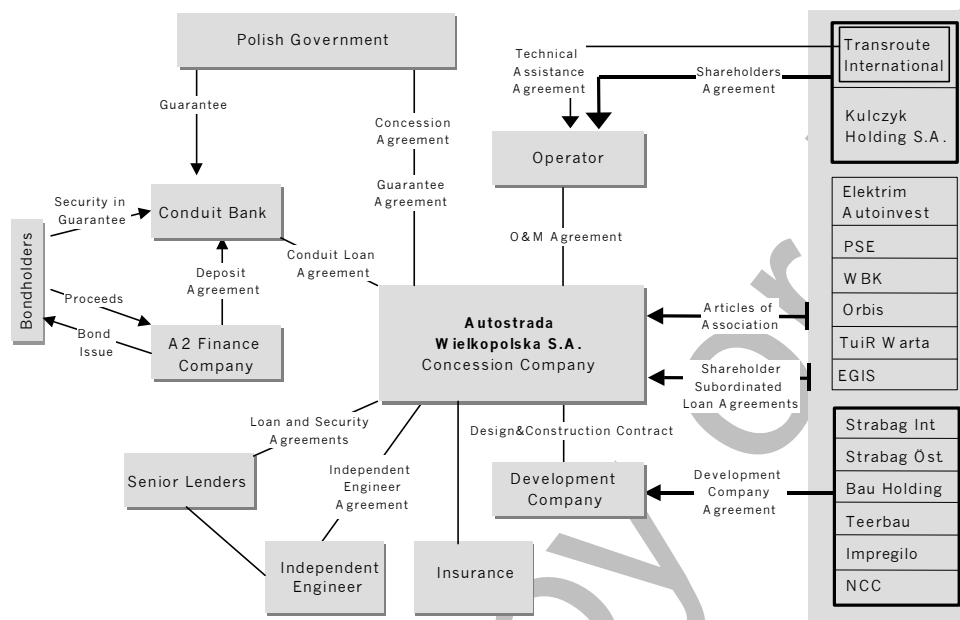 Polish Government
Technical
Assistance
Agreement
Shareholders
Agreement
Transroute
International
Kulczyk
Holding S.A.
Guarantee
Concession
Agreement
Guarantee
Agreement
Operator
Security in
Guarantee
Conduit Bank
Bondholders
Conduit Loan
Agreement
O&M Agreement
Deposit
Agreement
Proceeds
Bond
Issue
A2 Finance
Company
Autostrada
Wielkopolska S.A.
Concession Company
Articles of
Association
Shareholder
Subordinated
Loan Agreements
Elektrim
Autoinvest
PSE
WBK
Orbis
TuiR Warta
EGIS
Loan and Security
Agreements
Design&Construction Contract
Independent
Engineer
Agreement
Senior Lenders
Development
Company
Development
Company
Agreement
Strabag Int
Strabag Öst
Bau Holding
Teerbau
Impregilo
NCC
Independent
Engineer
Insurance